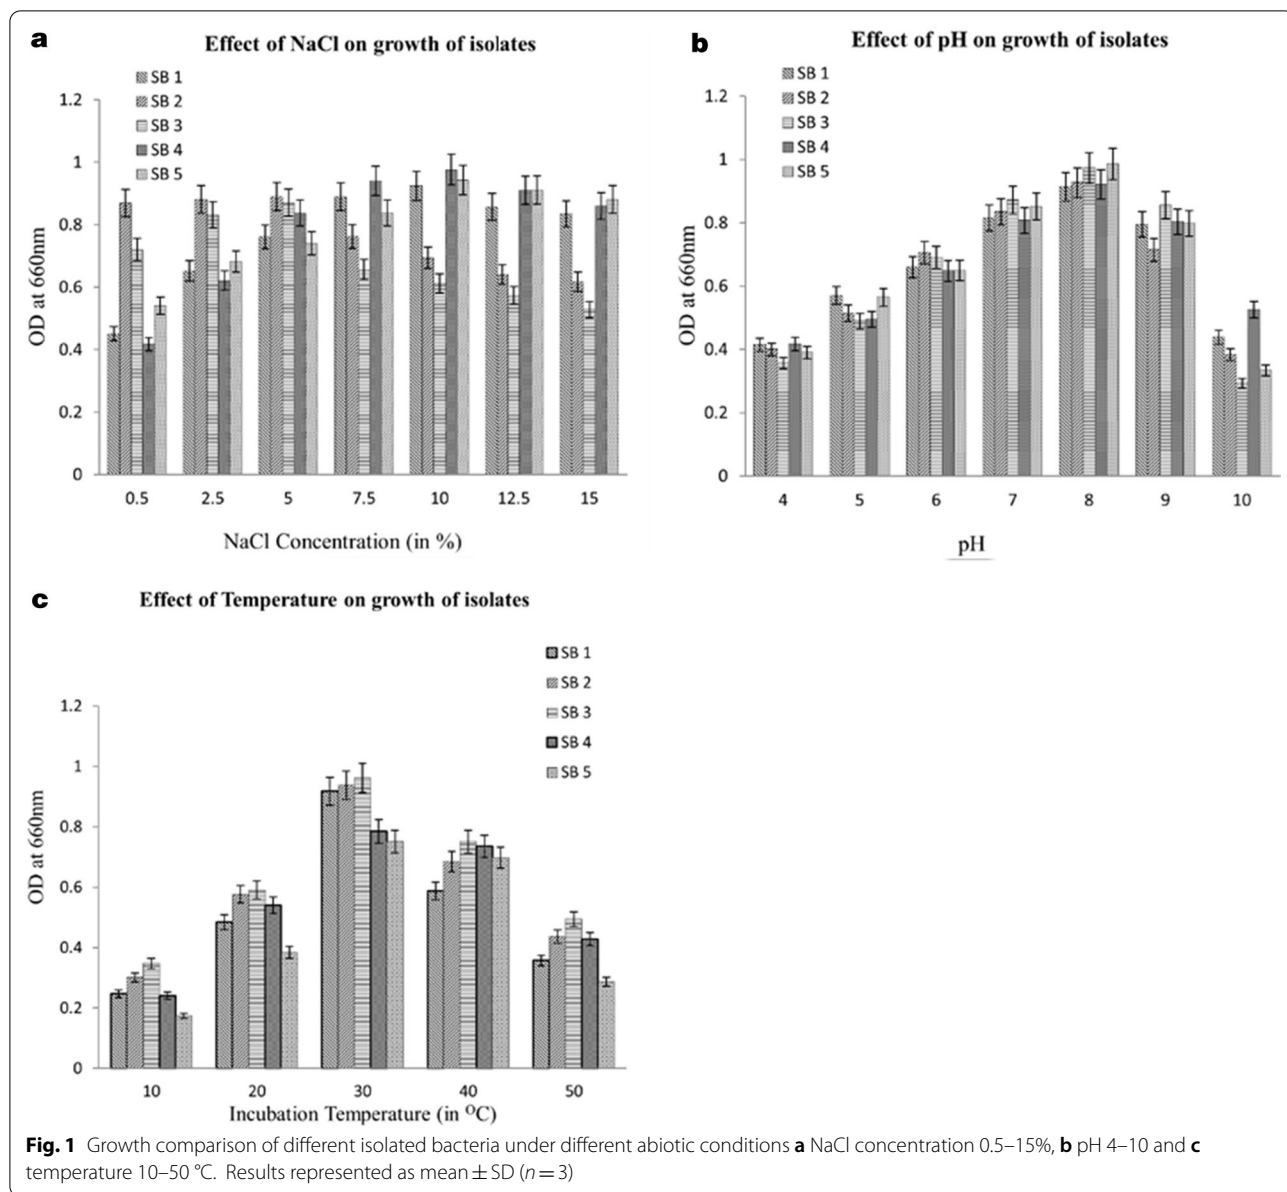 a
Effect of NaCl on growth of isolates
SB 1
SB 2
SB 3
SB 4
SB 5
1.2
1
0.8
0.6
0.4
0.2
0
OD at 660nm
0.5 2.5 5 7.5 10 12.5 15
NaCl Concentration (in %)
b
Effect of pH on growth of isolates
SB 1
SB 2
SB 3
SB 4
SB 5
1.2
1
0.8
0.6
0.4
0.2
0
OD at 660nm
4 5 6 7 8 9 10
pH
c
Effect of Temperature on growth of isolates
SB 1
SB 2
SB 3
SB 4
SB 5
1.2
1
0.8
0.6
0.4
0.2
0
OD at 660nm
10 20 30 40 50
Incubation Temperature (in °C)
Fig. 1 Growth comparison of different isolated bacteria under different abiotic conditions a NaCl concentration 0.5–15%, b pH 4–10 and c
temperature 10–50 °C. Results represented as mean ± SD (n = 3)